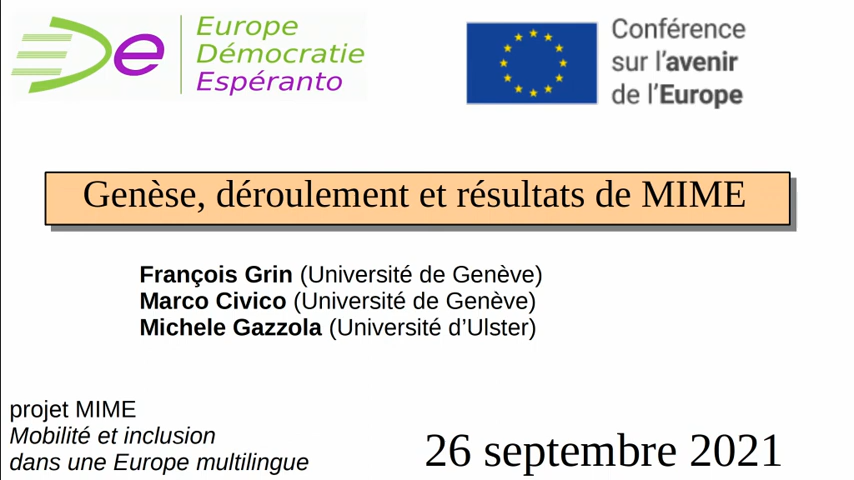 Europe
Démocratie
Espéranto
Conférence
sur l'avenir
de l'Europe
Genèse, déroulement et résultats de MIME
François Grin (Université de Genève)
Marco Civico (Université de Genève)
Michele Gazzola (Université d'Ulster)
projet MIME
Mobilité et inclusion
dans une Europe multilingue
26 septembre 2021